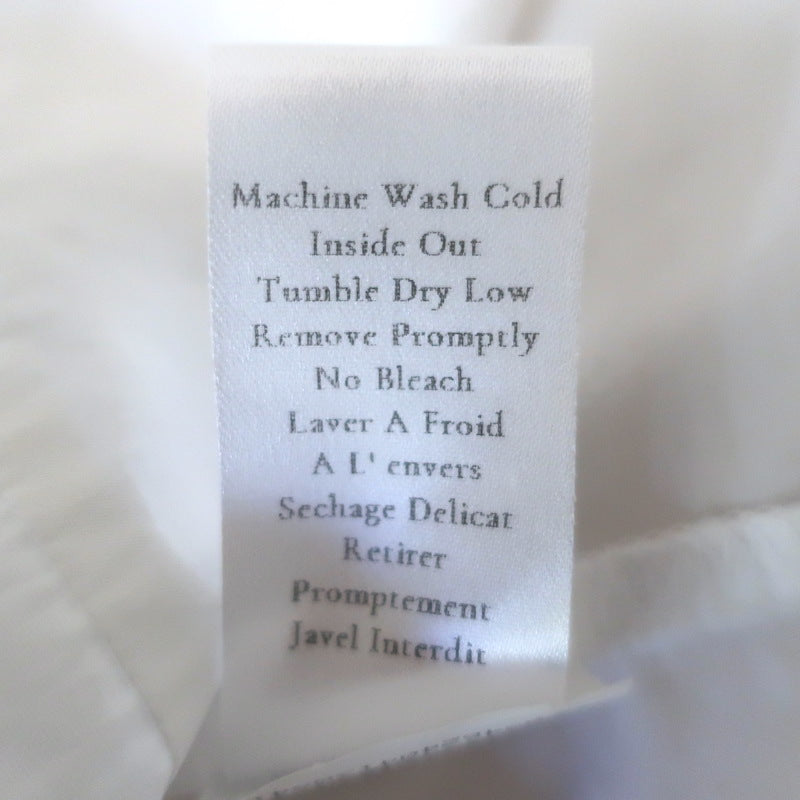 Machine Wash Cold
Inside Out
Tumble Dry Low
Remove Promptly
No Bleach
Laver A Froid
A L' envers
Sechage Delicat
Retirer
Promptement
Javel Interdit